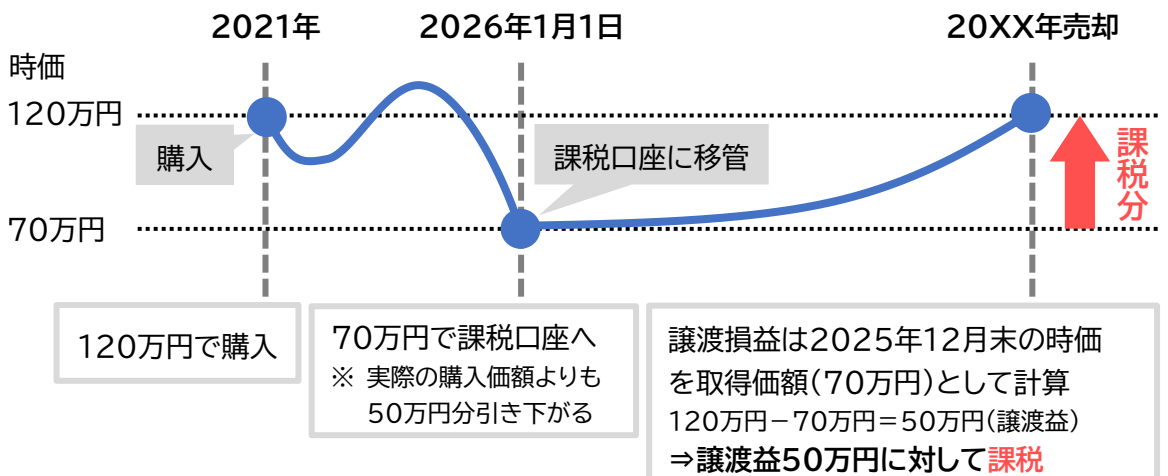 2021年
2026年1月1日
20XX年売却
時価
120万円
購入
課税口座に移管
課税分
70万円
120万円で購入
70万円で課税口座へ
※ 実際の購入価額よりも
50万円分引き下がる
譲渡損益は2025年12月末の時価
を取得価額(70万円)として計算
120万円－70万円＝50万円(譲渡益)
⇒譲渡益50万円に対して課税